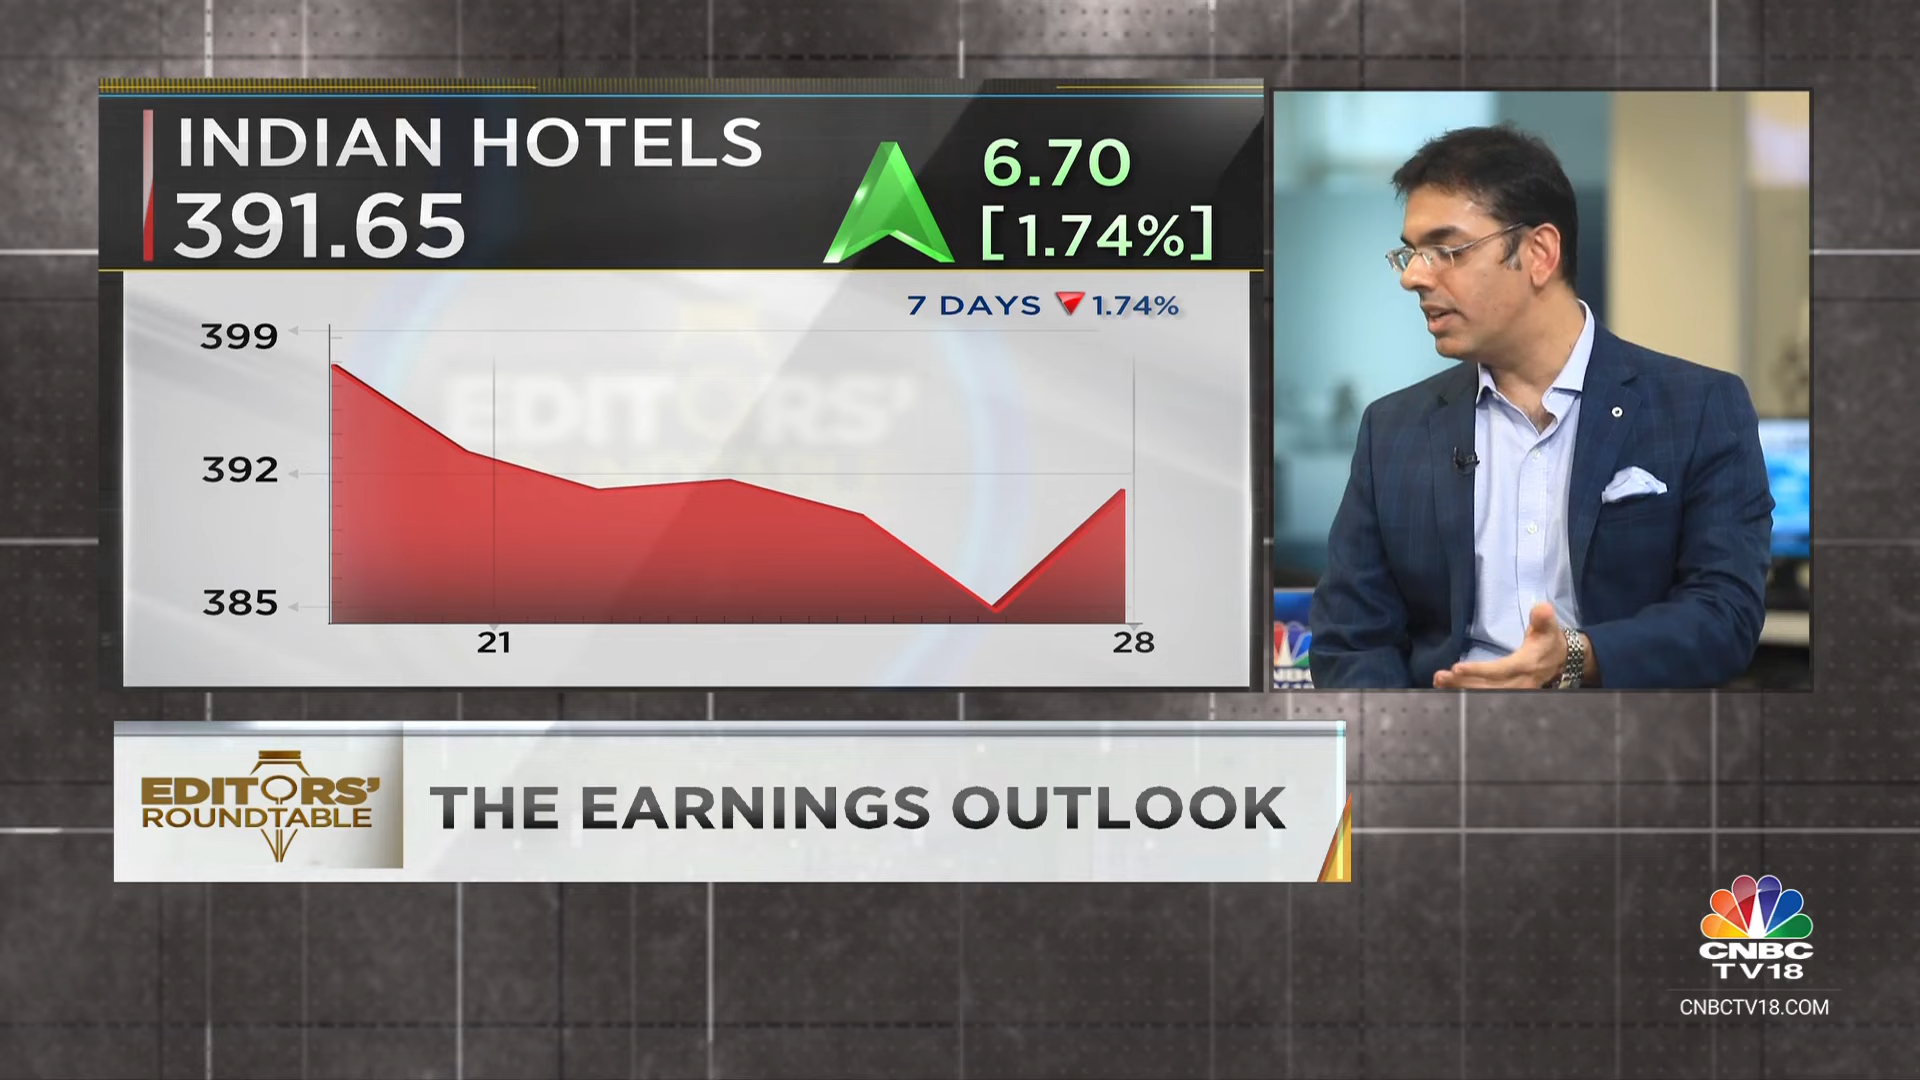 INDIAN HOTELS
391.65
6.70
[1.74%]
7 DAYS 1.74%
399
392
385
21
28
EDITORS'
EDITORS'
ROUNDTABLE
THE EARNINGS OUTLOOK
CNBC
TV18
CNBCTV18.COM